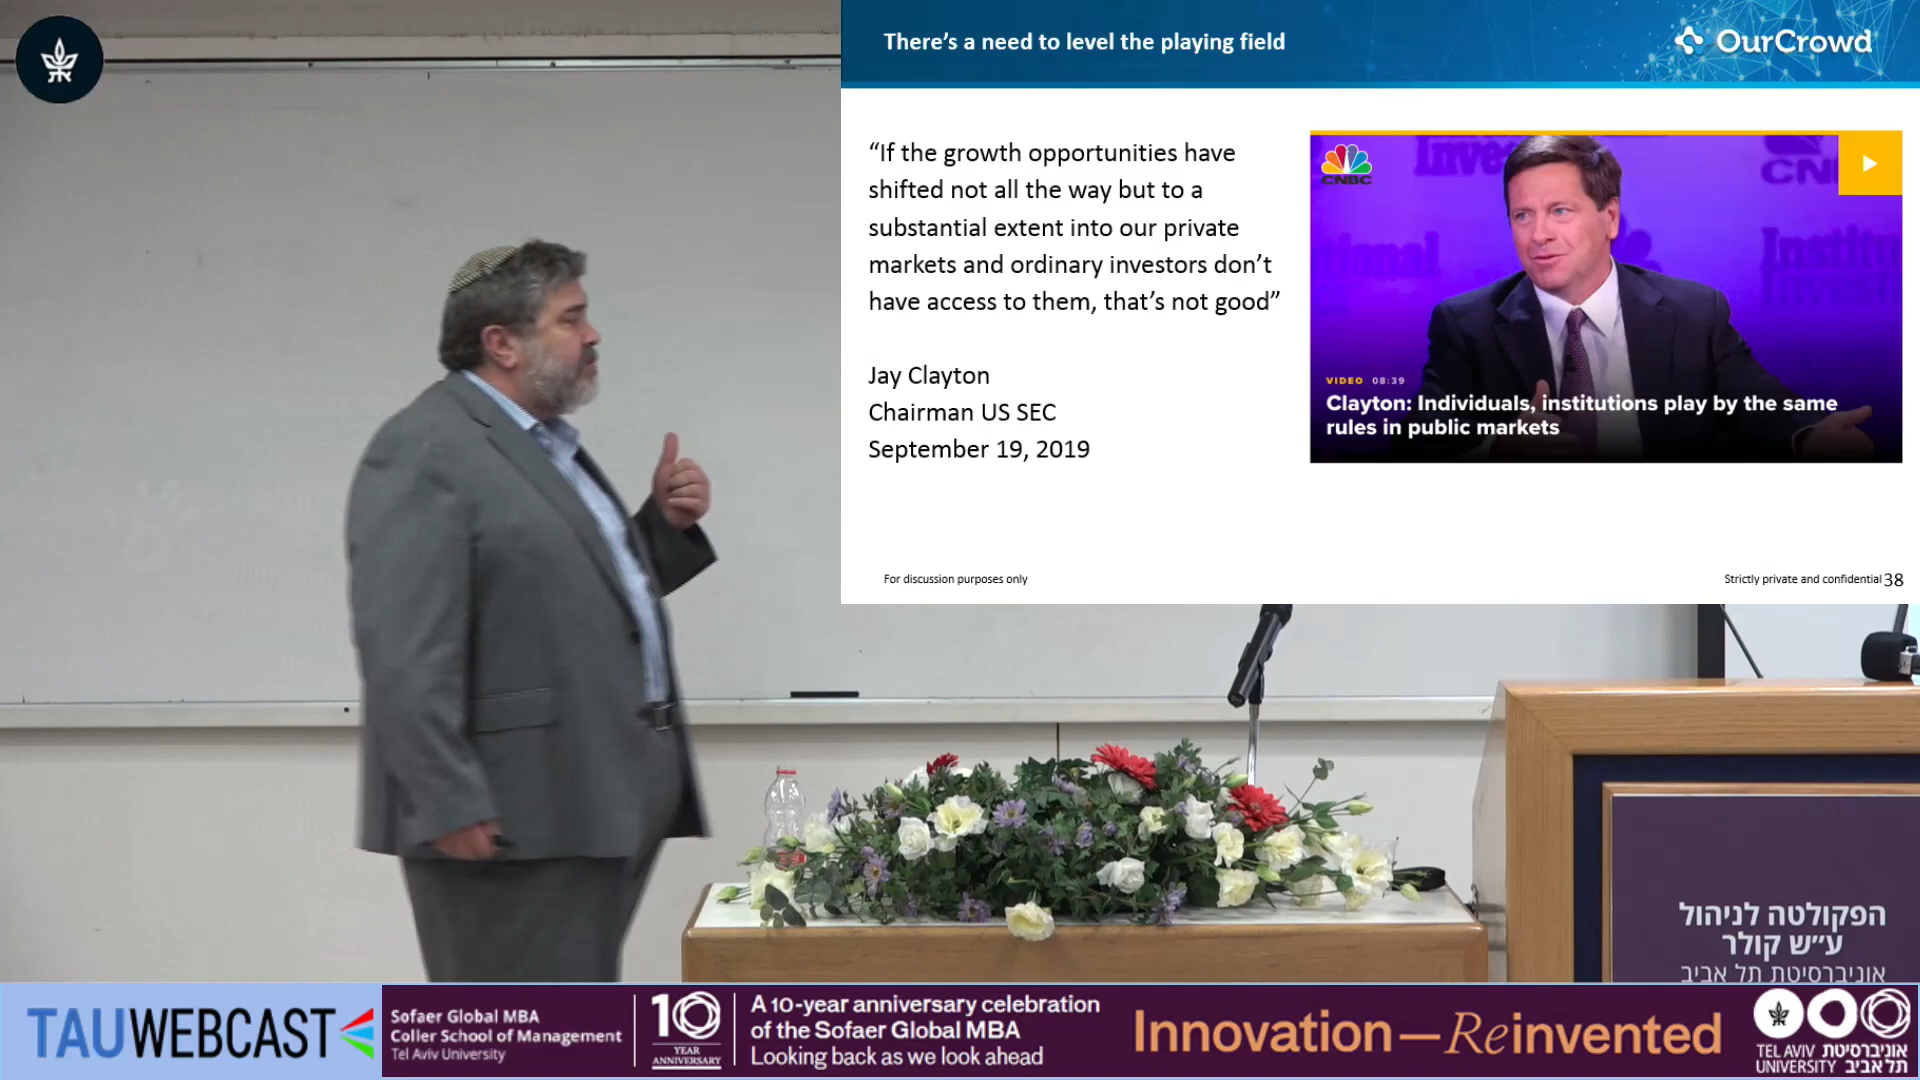 There's a need to level the playing field
OurCrowd
“If the growth opportunities have
shifted not all the way but to a
substantial extent into our private
markets and ordinary investors don’t
have access to them, that’s not good”
Jay Clayton
Chairman US SEC
September 19, 2019
CNBC
VIDEO 08:39
Clayton: Individuals, institutions play by the same
rules in public markets
For discussion purposes only
Strictly private and confidential 38
הפקולטה לניהול
ע״ש קולר
אוניברסיטת תל אביב
TAUWEBCAST
Sofaer Global MBA
Coller School of Management
Tel Aviv University
10
YEAR
ANNIVERSARY
A 10-year anniversary celebration
of the Sofaer Global MBA
Looking back as we look ahead
Innovation—Reinvented
TEL AVIV אוניברסיטת
UNIVERSITY תל אביב